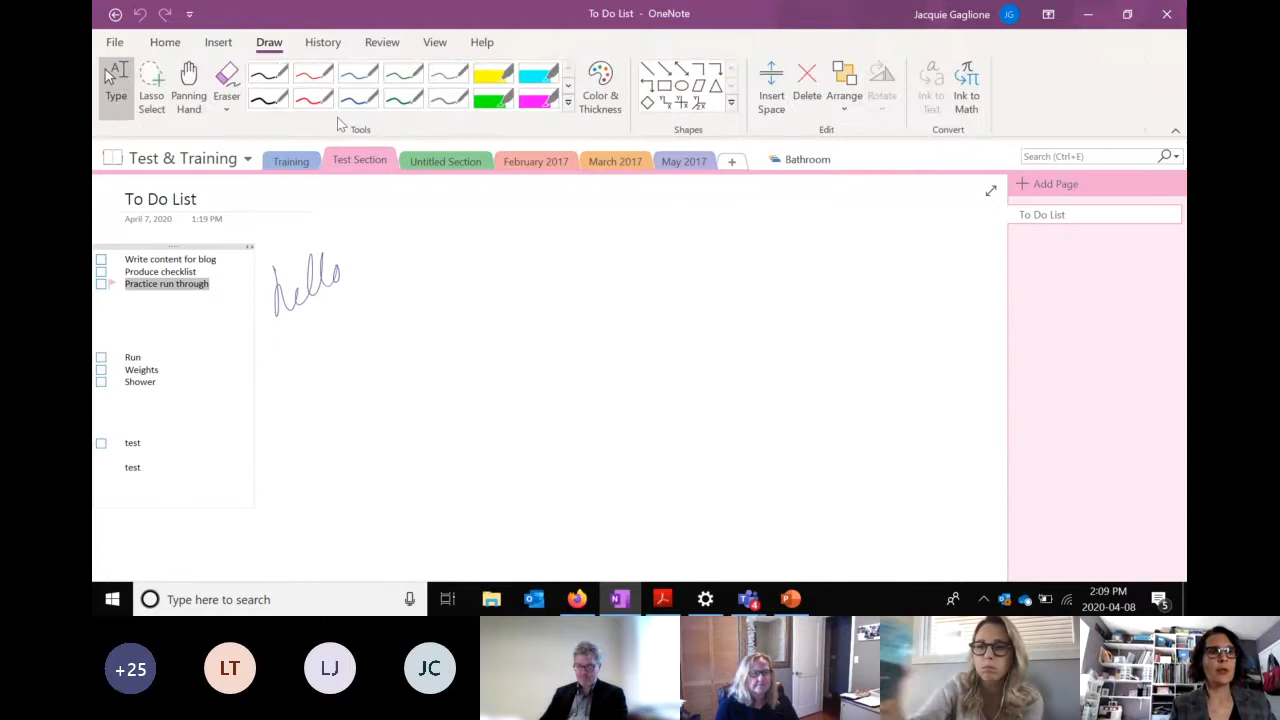 To Do List - OneNote
Jacquie Gaglione
JG
File
Home
Insert
Draw
History
Review
View
Help
Type
Lasso
Select
Panning
Hand
Eraser
Color &
Thickness
Insert
Space
Delete
Arrange
Rotate
Ink to
Text
Ink to
Math
Tools
Shapes
Edit
Convert
Test & Training
Training
Test Section
Untitled Section
February 2017
March 2017
May 2017
Bathroom
Search (Ctrl+E)
Add Page
To Do List
To Do List
April 7, 2020
1:19 PM
Write content for blog
Produce checklist
Practice run through
hello
Run
Weights
Shower
test
test
Type here to search
4
2:09 PM
2020-04-08
5
+25
LT
LJ
JC